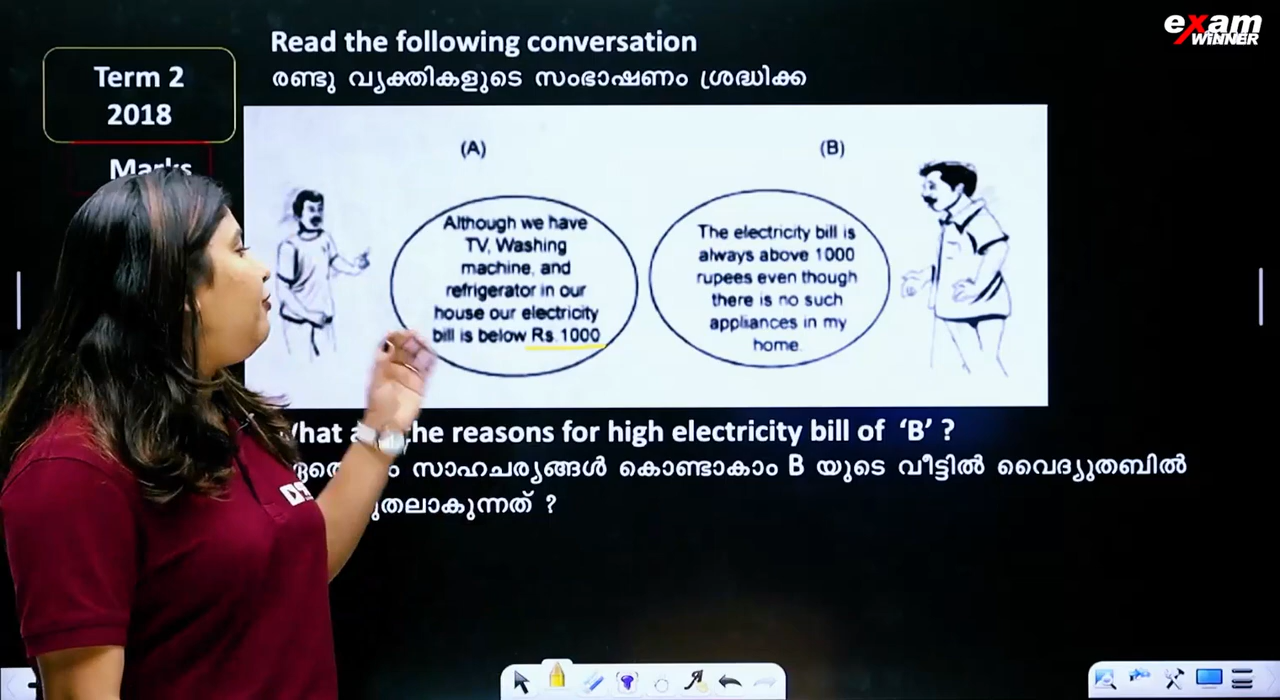 exam
WINNER
Read the following conversation
രണ്ടു വ്യക്തികളുടെ സംഭാഷണം ശ്രദ്ധിക്ക
Term 2
2018
Marks
(A)
Although we have
TV, Washing
machine, and
refrigerator in our
house our electricity
bill is below Rs.1000
(B)
The electricity bill is
always above 1000
rupees even though
there is no such
appliances in my
home.
the reasons for high electricity bill of ‘B’ ?
സാഹചര്യങ്ങൾ കൊണ്ടാകാം B യുടെ വീട്ടിൽ വൈദ്യുതബിൽ
?